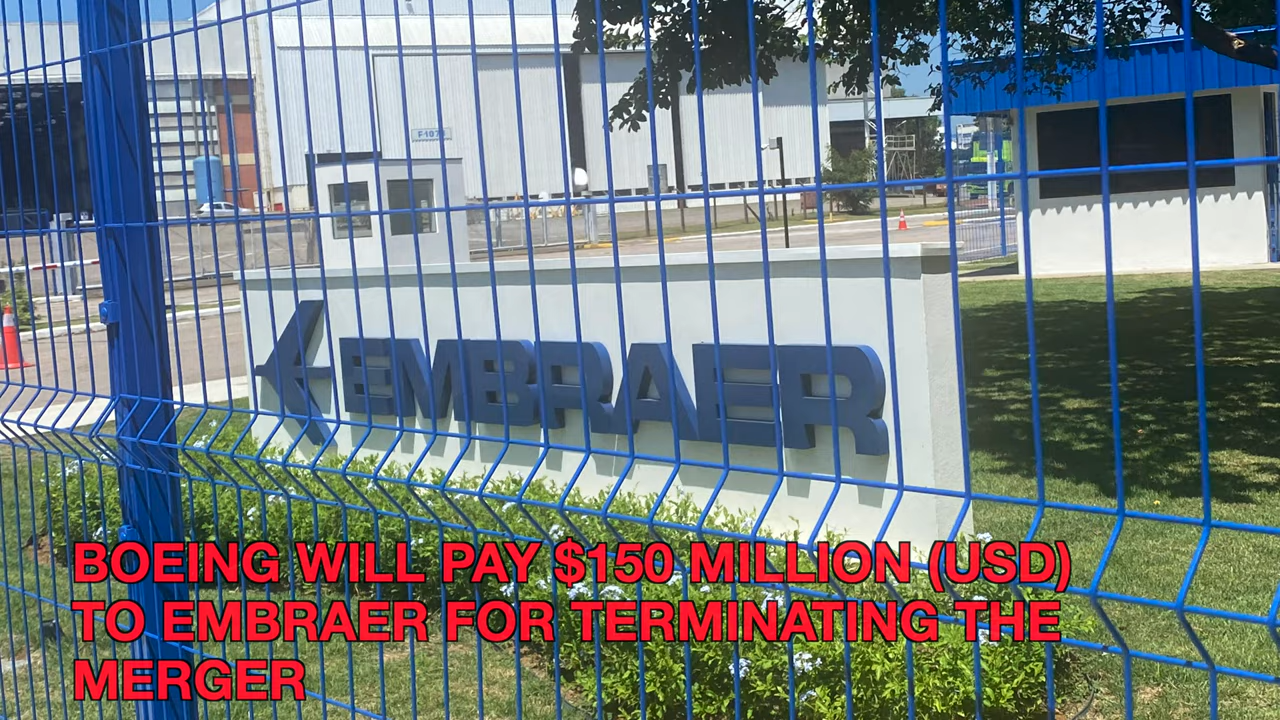 EMBRAER
BOEING WILL PAY $150 MILLION (USD)
TO EMBRAER FOR TERMINATING THE
MERGER